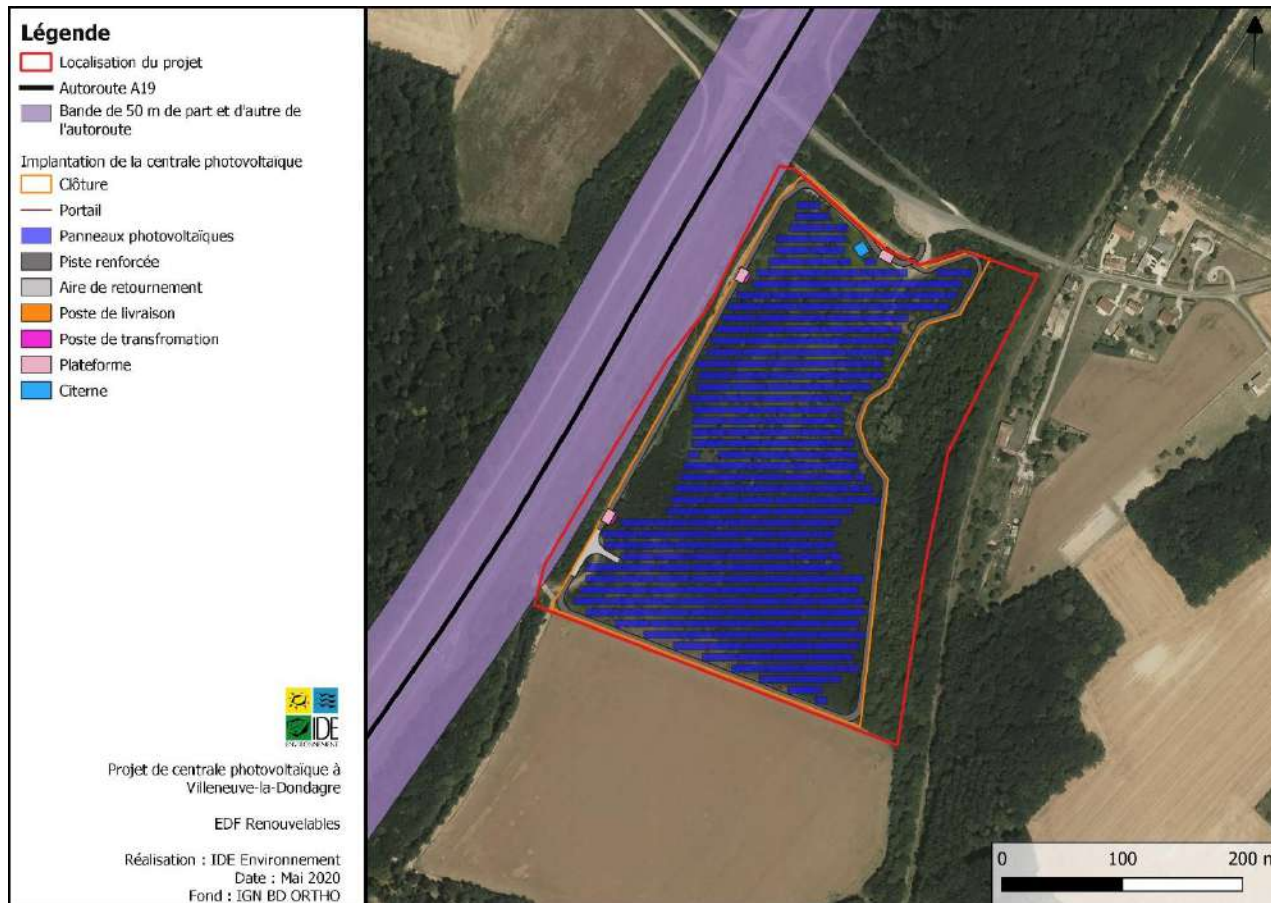 Légende
Localisation du projet
Autoroute A19
Bande de 50 m de part et d'autre de
l'autoroute
Implantation de la centrale photovoltaïque
Clôture
Portail
Panneaux photovoltaïques
Piste renforcée
Aire de retournement
Poste de livraison
Poste de transfromation
Plateforme
Citerne
IDE
ENVIRONNEMENT
Projet de centrale photovoltaïque à
Villeneuve-la-Dondagre
EDF Renouvelables
Réalisation : IDE Environnement
Date : Mai 2020
Fond : IGN BD ORTHO
0 100 200 m